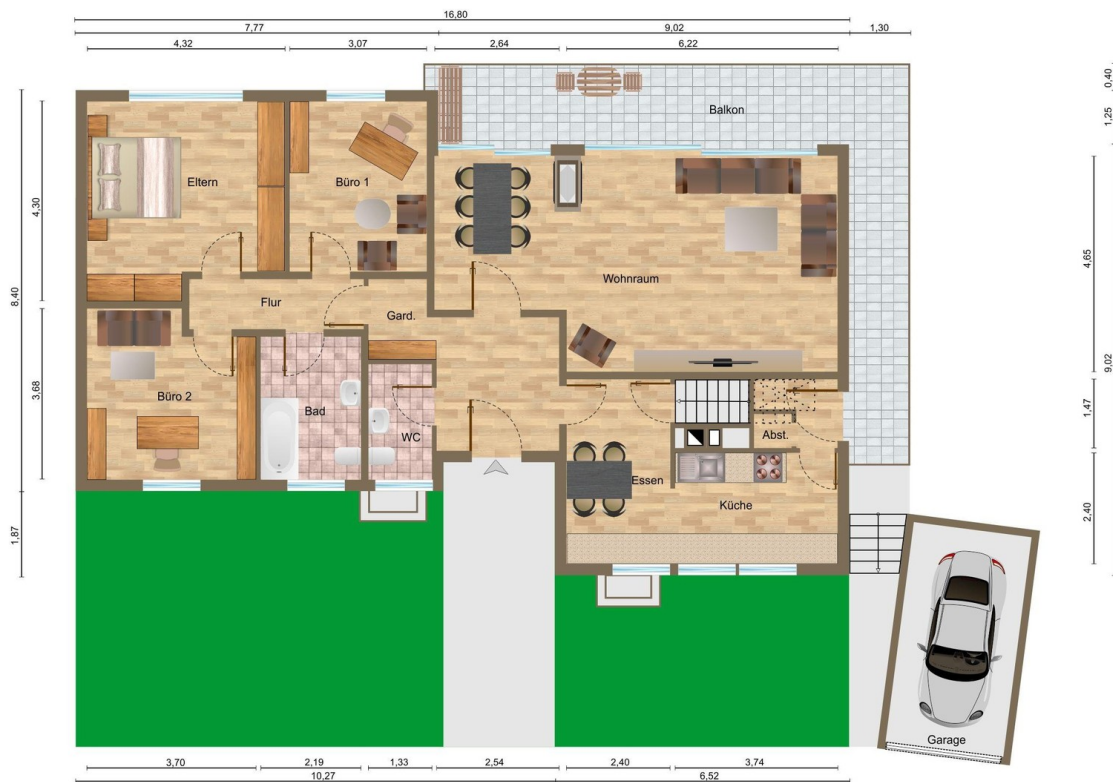 16,80
7,77
9,02
1,30
4,32
3,07
2,64
6,22
0,40
1,25
Balkon
Eltern
Büro 1
4,30
4,65
8,40
Wohnraum
Flur
Gard.
9,02
3,68
1,47
Büro 2
Bad
WC
Abst.
Essen
Küche
2,40
1,87
Garage
3,70
2,19
1,33
2,54
2,40
3,74
10,27
6,52